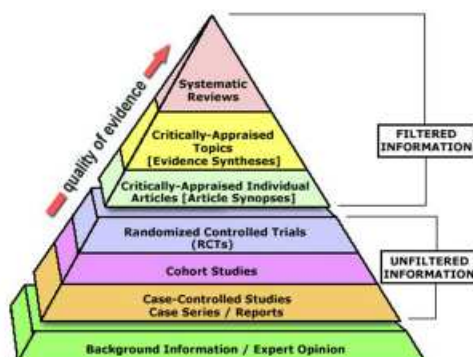 quality of evidence
Systematic
Reviews
Critically-Appraised
Topics
[Evidence Syntheses]
Critically-Appraised Individual
Articles [Article Synopses]
FILTERED
INFORMATION
Randomized Controlled Trials
(RCTs)
Cohort Studies
Case-Controlled Studies
Case Series / Reports
UNFILTERED
INFORMATION
Background Information / Expert Opinion